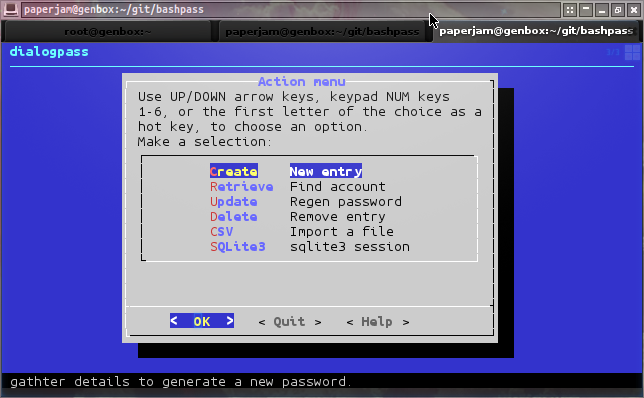 paperjam@genbox:~/git/bashpass
root@genbox:~ paperjam@genbox:~/git/bashpass paperjam@genbox:~/git/bashpass
dialogpass
Action menu
Use UP/DOWN arrow keys, keypad NUM keys
1-6, or the first letter of the choice as a
hot key, to choose an option.
Make a selection:
Create New entry
Retrieve Find account
Update Regen password
Delete Remove entry
CSV Import a file
SQLite3 sqlite3 session
< OK > < Quit > < Help >
gathter details to generate a new password.